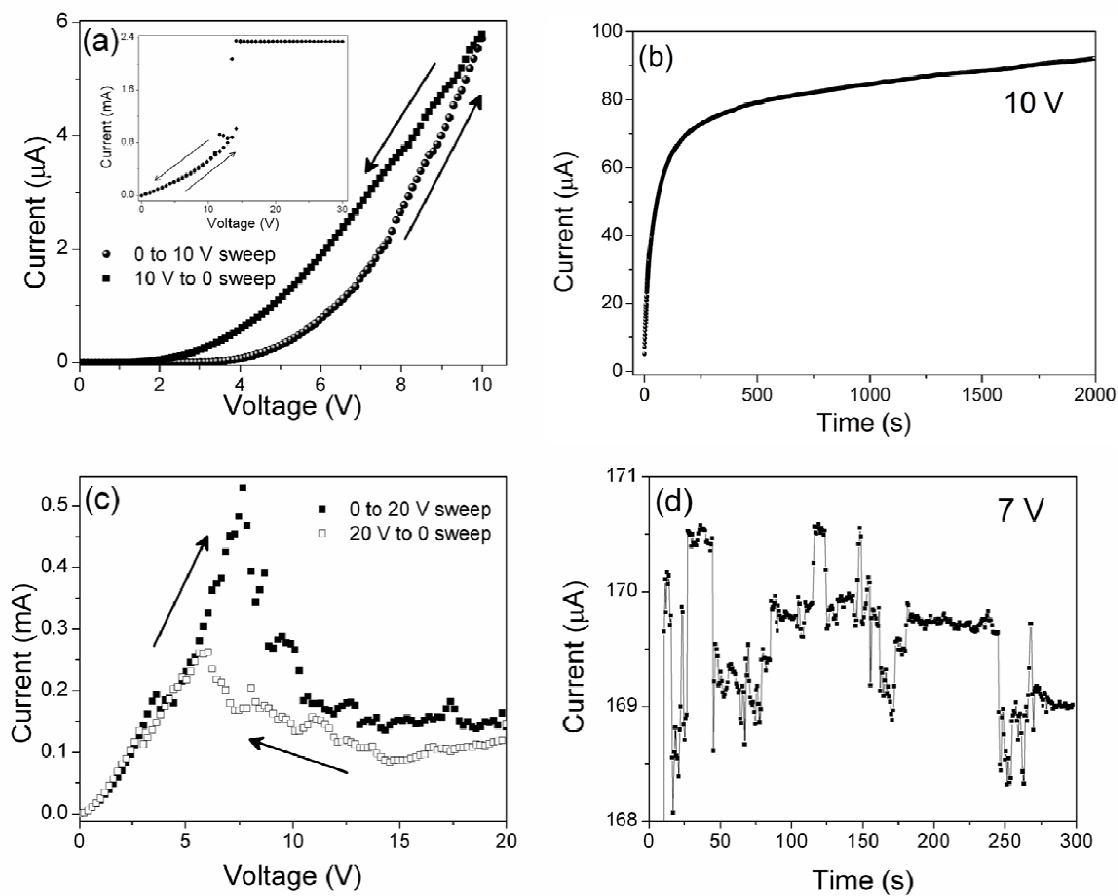 (a)
6
4
2
0
Current (μA)
0 2 4 6 8 10
Voltage (V)
2.4
1.6
0.8
0.0
Current (mA)
0 10 20 30
Voltage (V)
0 to 10 V sweep
10 V to 0 sweep
(b)
10 V
100
80
60
40
20
0
Current (μA)
0 500 1000 1500 2000
Time (s)
(c)
0 to 20 V sweep
20 V to 0 sweep
0.5
0.4
0.3
0.2
0.1
0.0
Current (mA)
0 5 10 15 20
Voltage (V)
(d)
7 V
171
170
169
168
Current (μA)
0 50 100 150 200 250 300
Time (s)